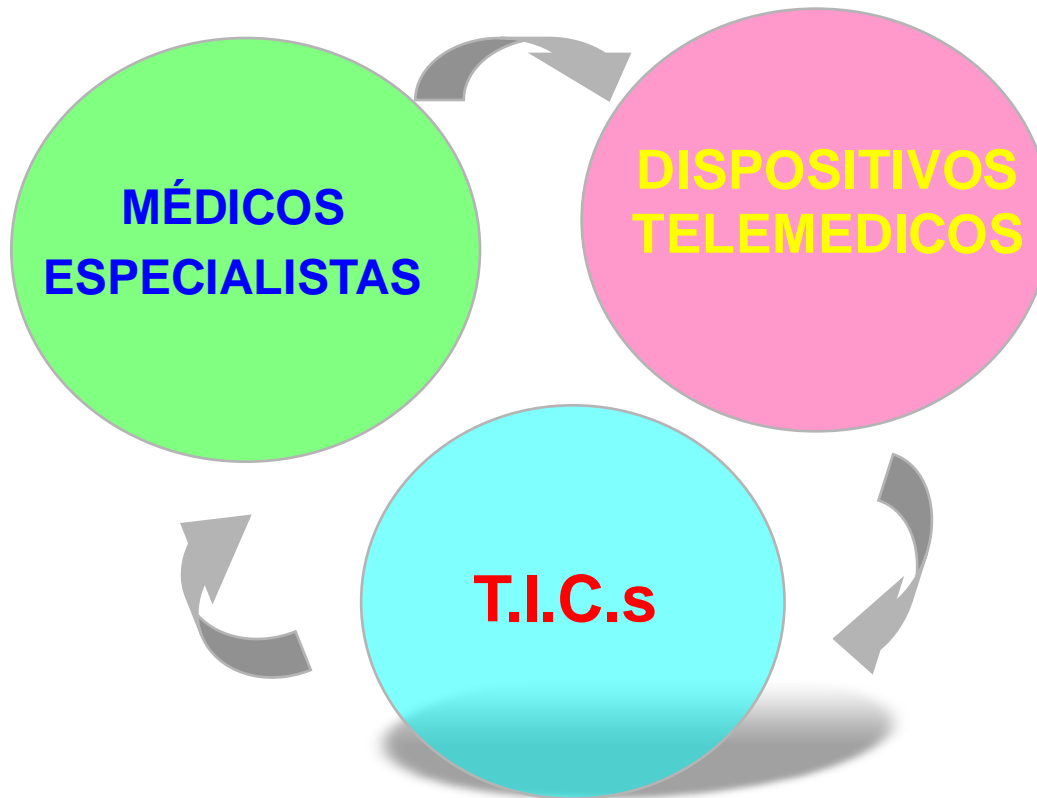 MÉDICOS
ESPECIALISTAS
DISPOSITIVOS
TELEMEDICOS
T.I.C.s